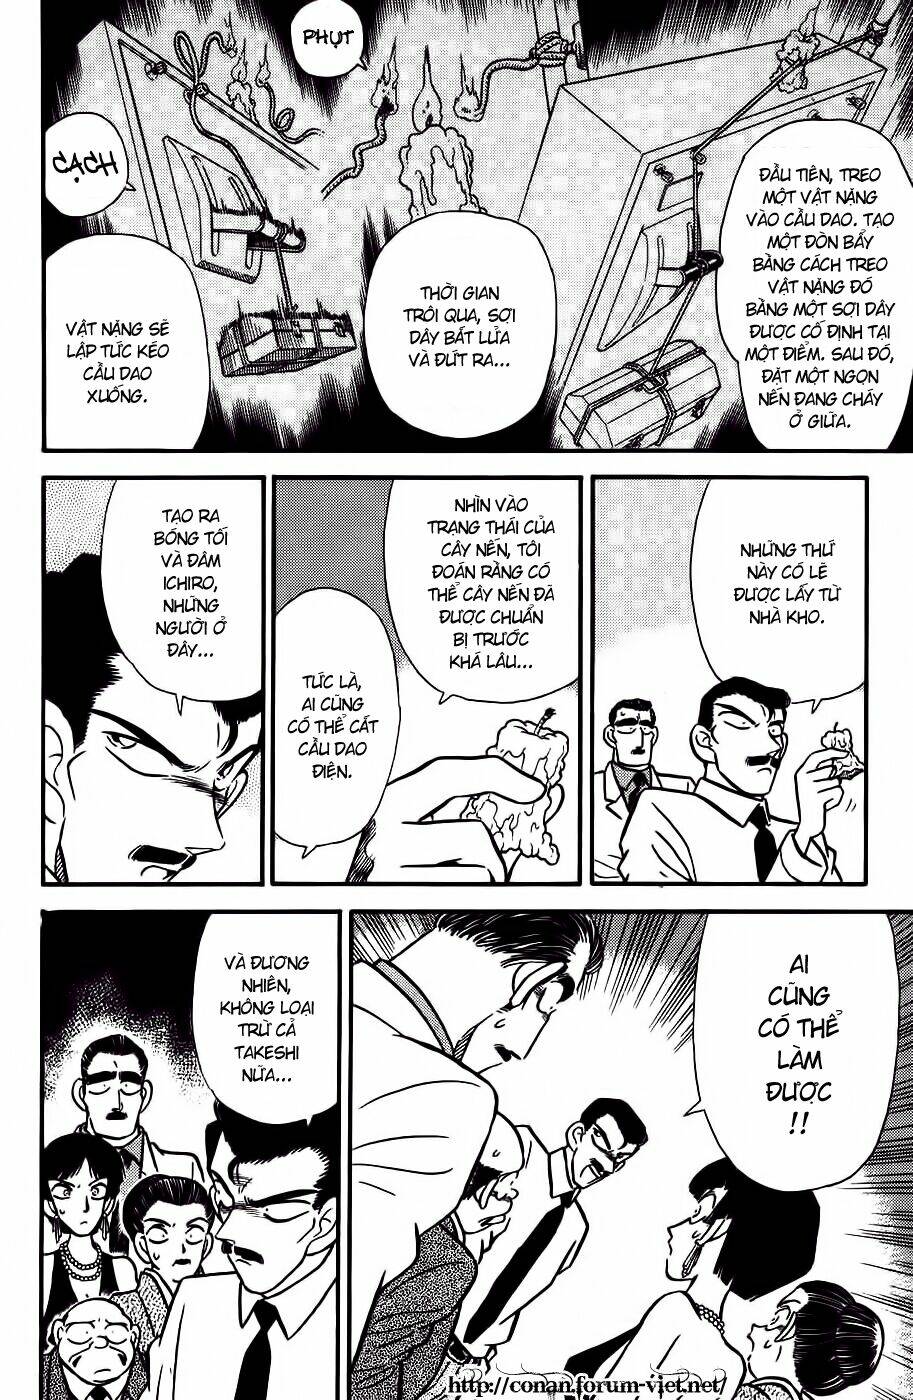 ĐẦU TIÊN, TREO
MỘT VẬT NẶNG
VÀO CẦU DAO. TẠO
MỘT ĐÒN BẨY
BẰNG CÁCH TREO
VẬT NẶNG ĐÓ
BẰNG MỘT SỢI DÂY
ĐƯỢC CỐ ĐỊNH TẠI
MỘT ĐIỂM. SAU ĐÓ,
ĐẶT MỘT NGỌN
NẾN ĐANG CHÁY
Ở GIỮA.
PHỤT
THỜI GIAN
TRÔI QUA, SỢI
DÂY BẮT LỬA
VÀ ĐỨT RA...
CẠCH
VẬT NẶNG SẼ
LẬP TỨC KÉO
CẦU DAO
XUỐNG.
NHỮNG THỨ
NÀY CÓ LẼ
ĐƯỢC LẤY TỪ
NHÀ KHO.
NHÌN VÀO
TRẠNG THÁI CỦA
CÂY NẾN, TÔI
ĐOÁN RẰNG CÓ
THỂ CÂY NẾN ĐÃ
ĐƯỢC CHUẨN
BỊ TRƯỚC
KHÁ LÂU...
TỨC LÀ,
AI CŨNG
CÓ THỂ CẮT
CẦU DAO
ĐIỆN.
TẠO RA
BÓNG TỐI
VÀ ĐÂM
ICHIRO,
NHỮNG
NGƯỜI Ở
ĐÂY...
AI
CŨNG
CÓ THỂ
LÀM
ĐƯỢC
!!
VÀ ĐƯƠNG
NHIÊN,
KHÔNG LOẠI
TRỪ CẢ
TAKESHI
NỮA...
http://conan.forum-viet.net/